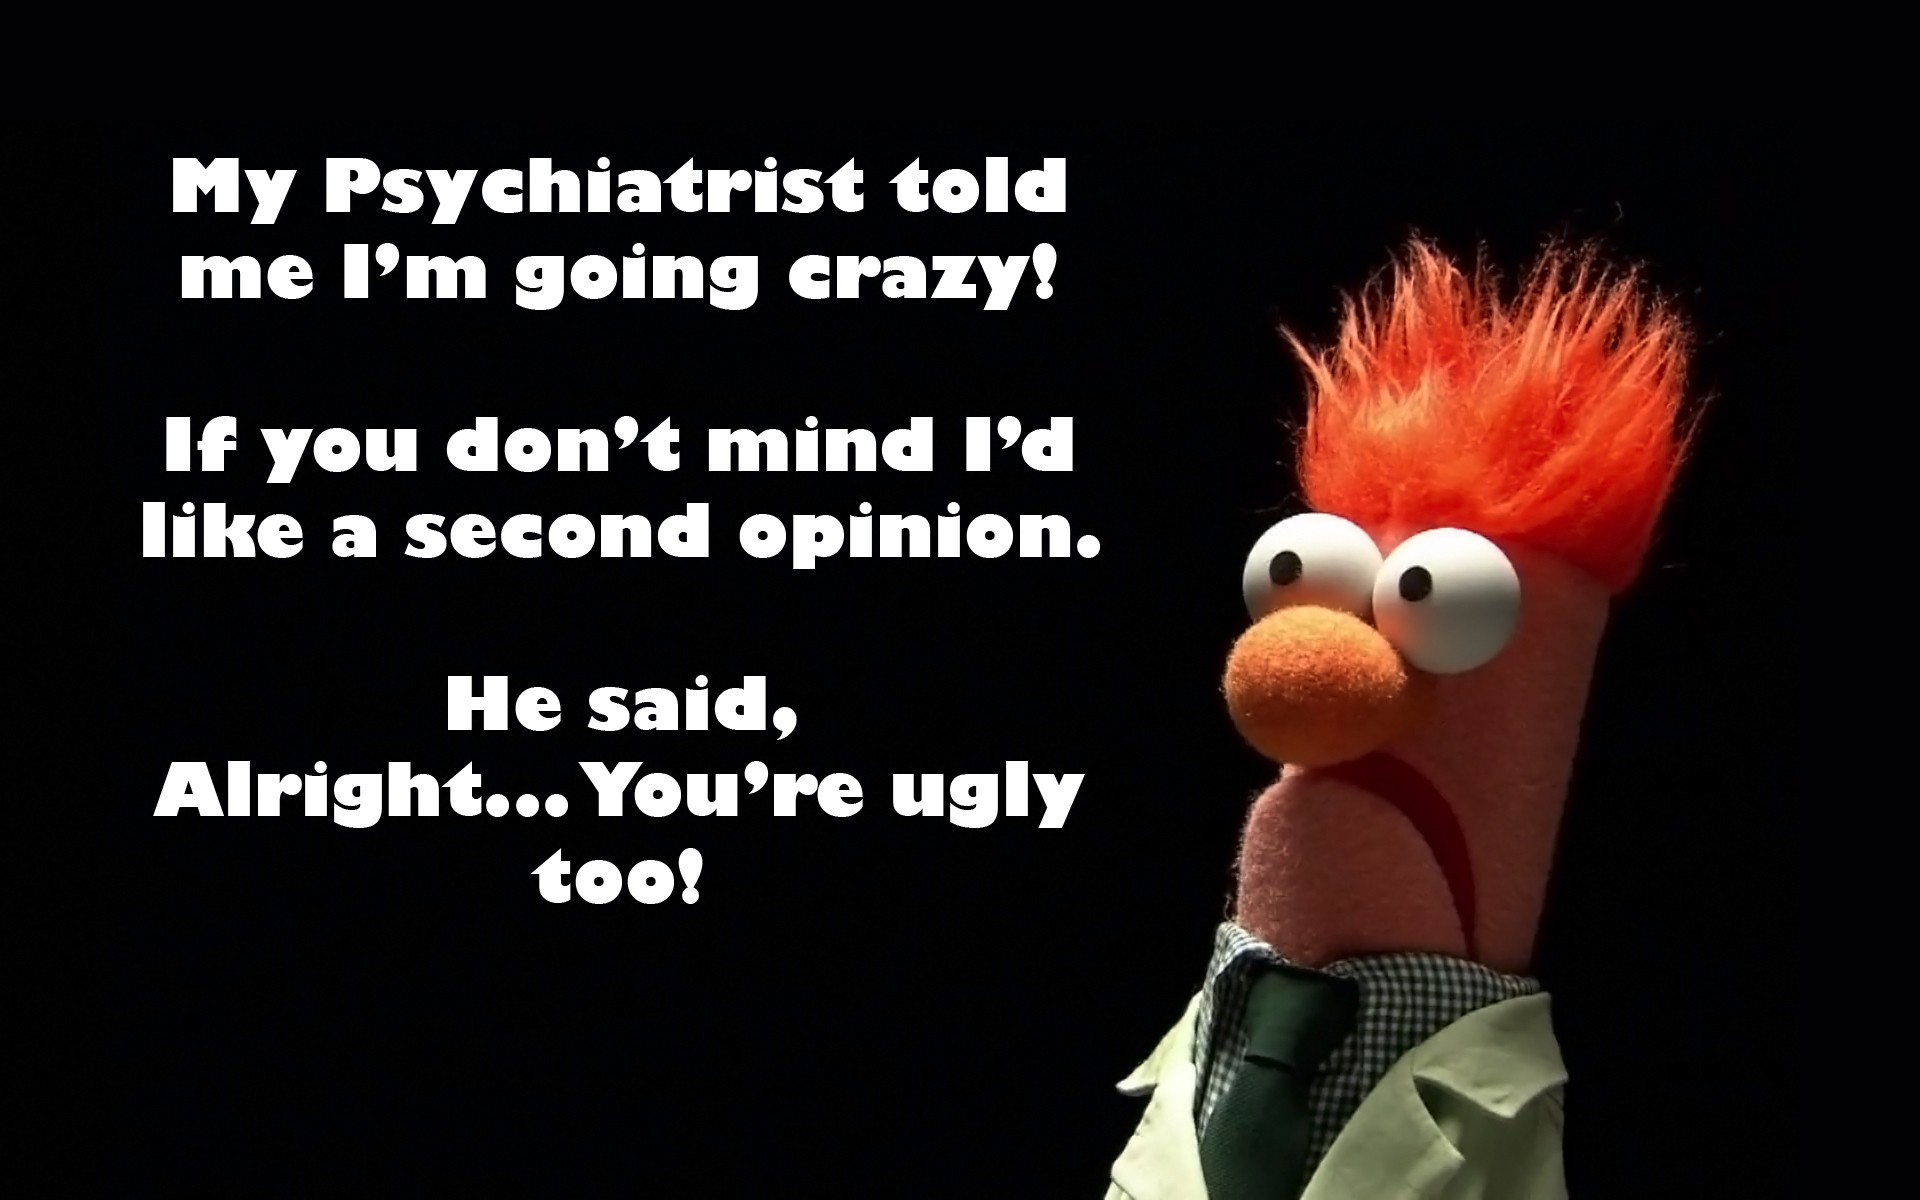 My Psychiatrist told
me I’m going crazy!
If you don’t mind I’d
like a second opinion.
He said,
Alright... You’re ugly
too!